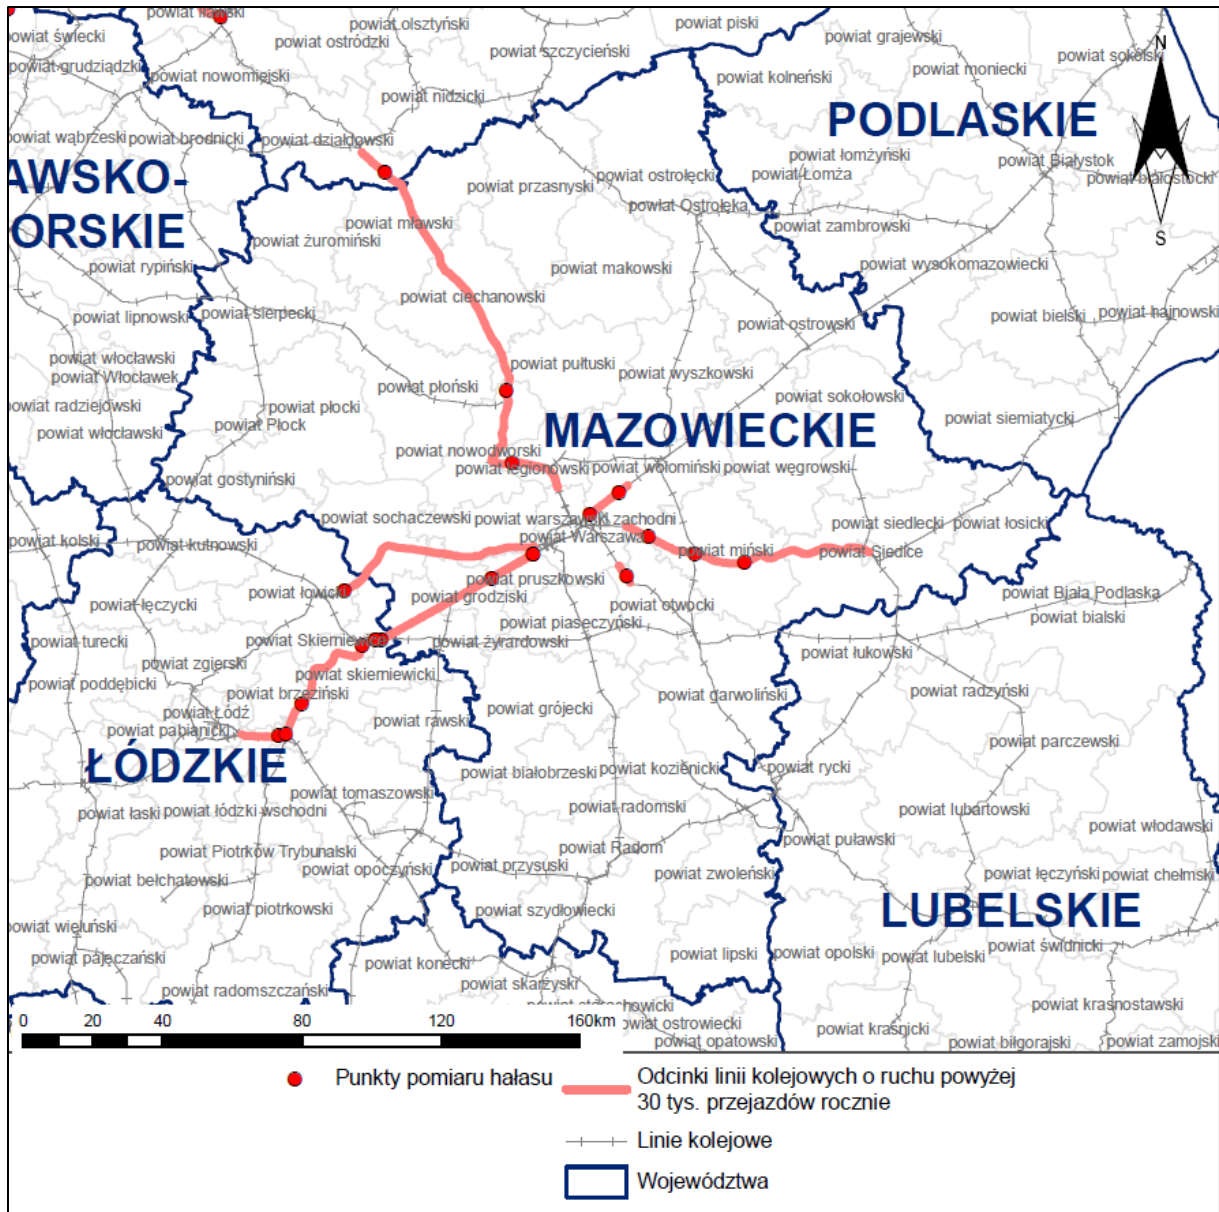 powiat iławski
powiat olsztyński
powiat piski
powiat świecki
powiat ostródzki
powiat grajewski
powiat szczycieński
N
powiat sokólski
powiat grudziądzki
powiat nowomiejski
powiat kolneński
powiat moniecki
powiat nidzicki
PODLASKIE
powiat wąbrzeski
powiat brodnicki
powiat działdowski
powiat łomżyński
powiat Białystok
powiat Łomża
powiat białostocki
AWSKO-
powiat ostrołęcki
powiat przasnyski
powiat Ostrołęka
powiat mławski
powiat zambrowski
ORSKIE
powiat żuromiński
S
powiat rypiński
powiat makowski
powiat wysokomazowiecki
powiat ciechanowski
powiat lipnowski
powiat sierpecki
powiat bielski
powiat hajnowski
powiat ostrowski
powiat włocławski
powiat pułtuski
powiat wyszkowski
powiat Włocławek
powiat płoński
powiat sokołowski
powiat radziejowski
powiat płocki
powiat siemiatycki
powiat Płock
MAZOWIECKIE
powiat włocławski
powiat nowodworski
powiat legionowski
powiat wołomiński
powiat węgrowski
powiat gostyniński
powiat sochaczewski
powiat warszawski zachodni
powiat siedlecki
powiat łosicki
powiat kolski
powiat kutnowski
powiat Warszawa
powiat miński
powiat Siedlce
powiat pruszkowski
powiat łowicki
powiat grodziski
powiat Biała Podlaska
powiat łęczycki
powiat otwocki
powiat bialski
powiat piaseczyński
powiat turecki
powiat Skierniewice
powiat żyrardowski
powiat łukowski
powiat zgierski
powiat skierniewicki
powiat poddębicki
powiat brzeziński
powiat garwoliński
powiat radzyński
powiat Łódź
powiat grójecki
powiat rawski
powiat pabianicki
powiat parczewski
ŁÓDZKIE
powiat białobrzeski
powiat kozienicki
powiat rycki
powiat tomaszowski
powiat łaski
powiat łódzki wschodni
powiat radomski
powiat lubartowski
powiat włodawski
powiat puławski
powiat Piotrków Trybunalski
powiat Radom
powiat opoczyński
powiat przysuski
powiat bełchatowski
powiat zwoleński
powiat łęczyński
powiat chełmski
powiat piotrkowski
powiat szydłowiecki
LUBELSKIE
powiat wieluński
powiat świdnicki
powiat pajęczański
powiat konecki
powiat lipski
powiat opolski
powiat lubelski
powiat radomszczański
powiat skarżyski
powiat starachowicki
powiat krasnostawski
powiat ostrowiecki
powiat kraśnicki
powiat opatowski
powiat biłgorajski
powiat zamojski
0 20 40 80 120 160km
Punkty pomiaru hałasu
Odcinki linii kolejowych o ruchu powyżej
30 tys. przejazdów rocznie
Linie kolejowe
Województwa